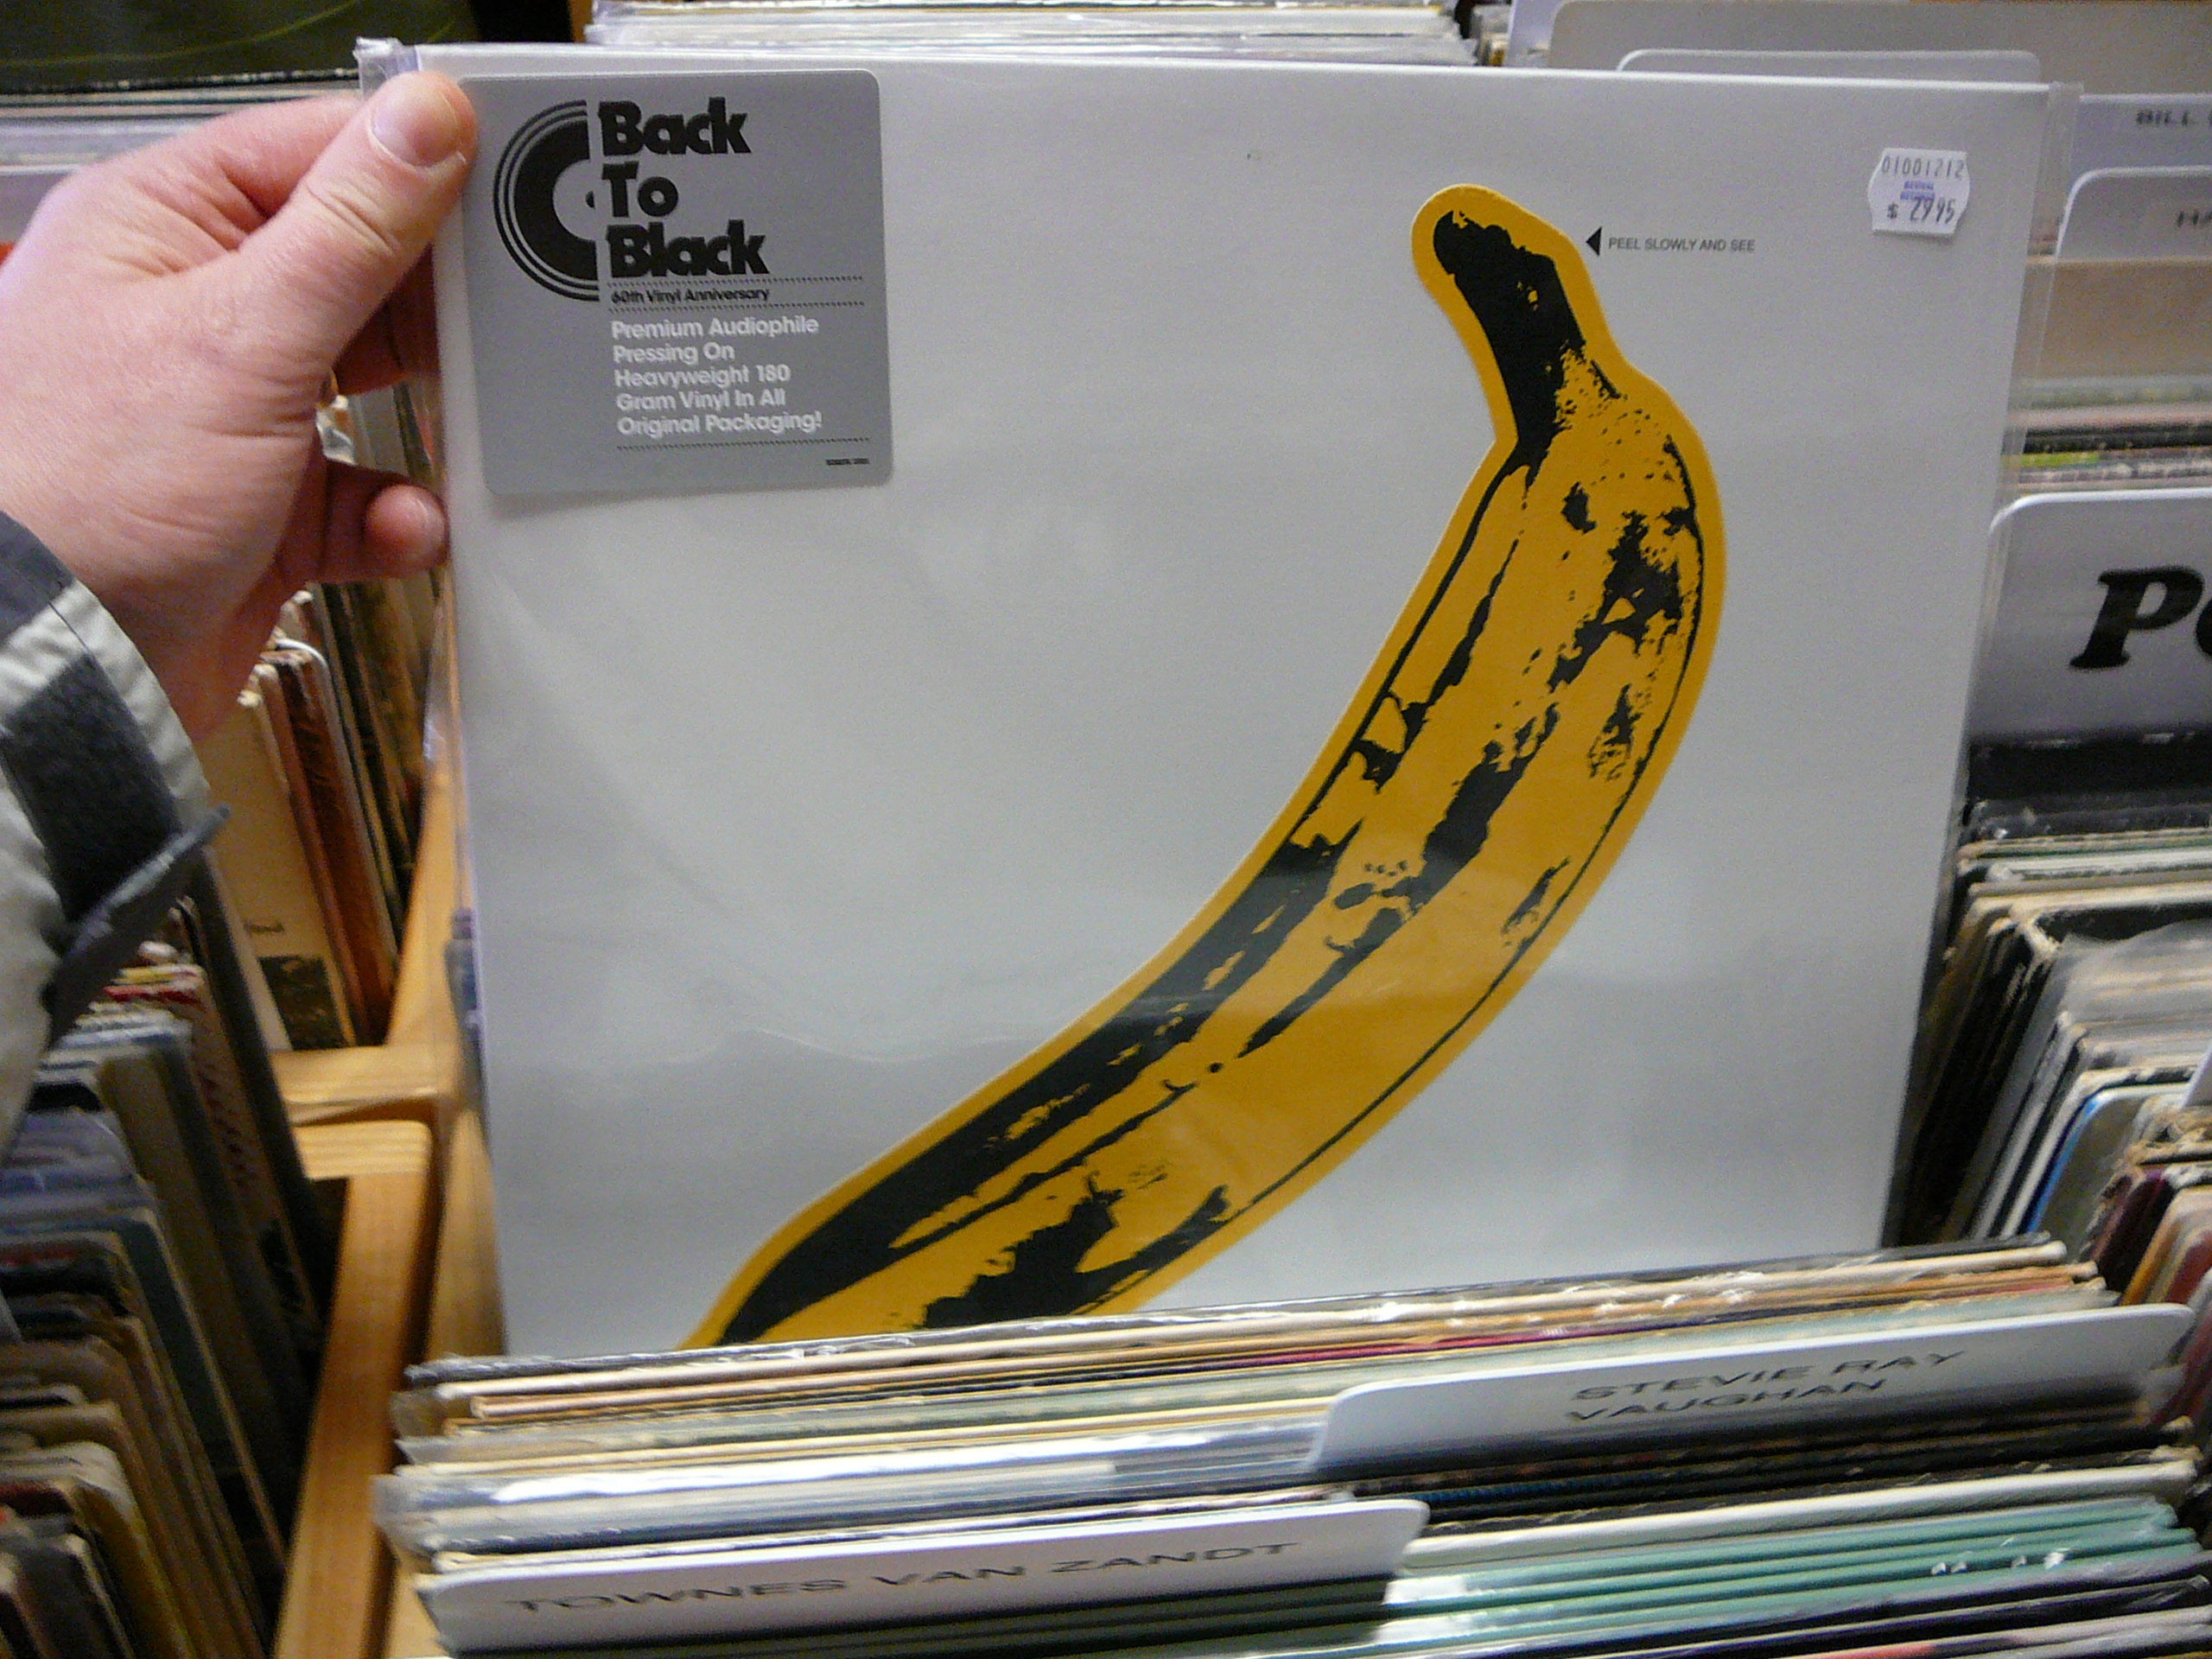 Back
To
Black
60th Vinyl Anniversary
Premium Audiophile
Pressing On
Heavyweight 180
Gram Vinyl In All
Original Packaging!
PEEL SLOWLY AND SEE
01001212
$ 2995
BILL
STEVIE RAY
VAUGHAN
TOWNES VAN ZANDT